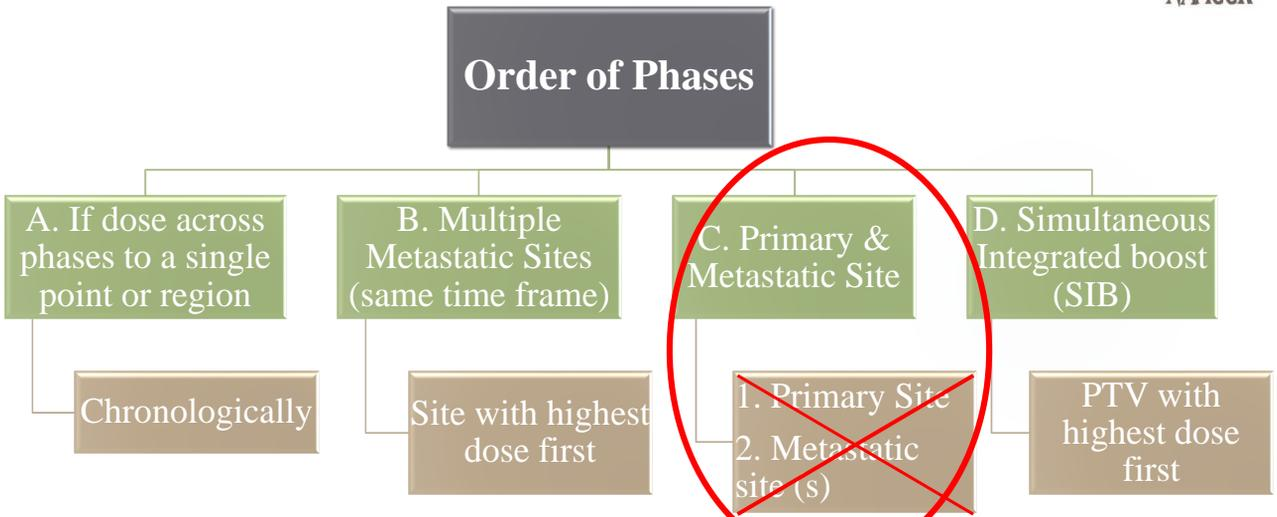 NAACCR
Order of Phases
A. If dose across
phases to a single
point or region
B. Multiple
Metastatic Sites
(same time frame)
C. Primary &
Metastatic Site
D. Simultaneous
Integrated boost
(SIB)
Chronologically
Site with highest
dose first
1. Primary Site
2. Metastatic
site (s)
PTV with
highest dose
first